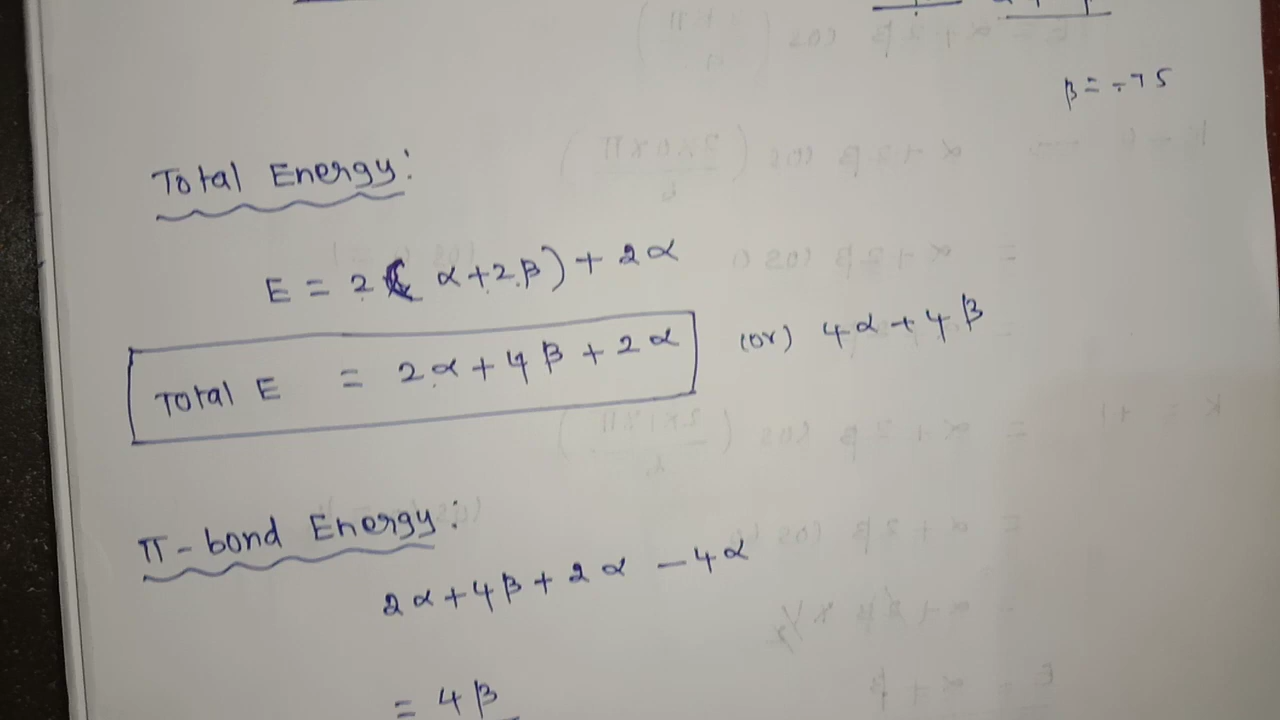 β = -75
Total Energy:
E = 2( α+2β) + 2α
Total E = 2α + 4β + 2α (or) 4α + 4β
π-bond Energy:
2α + 4β + 2α - 4α
= 4β